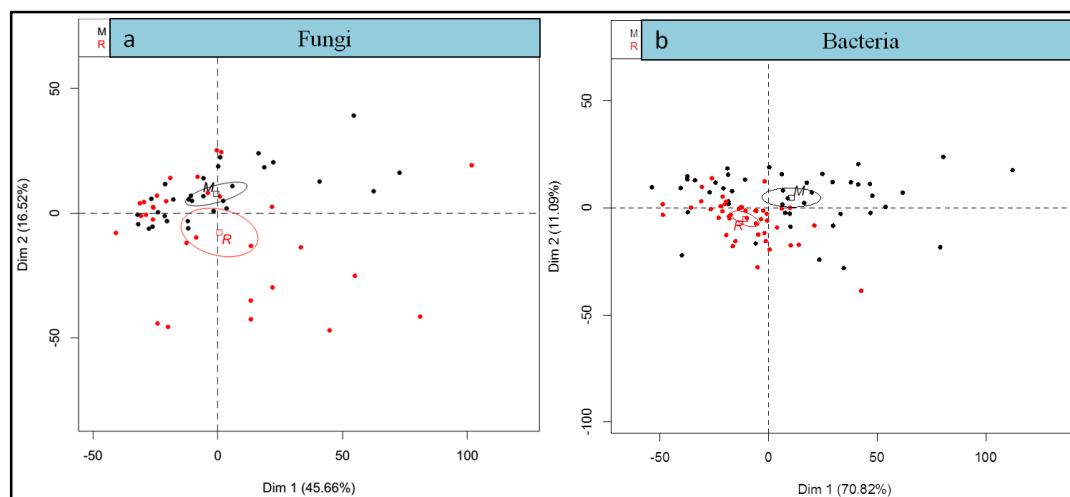 M
R
a
Fungi
50
0
-50
Dim 2 (16.52%)
M
R
-50
0
50
100
Dim 1 (45.66%)
M
R
b
Bacteria
50
0
-50
-100
Dim 2 (11.09%)
M
R
-50
0
50
100
Dim 1 (70.82%)